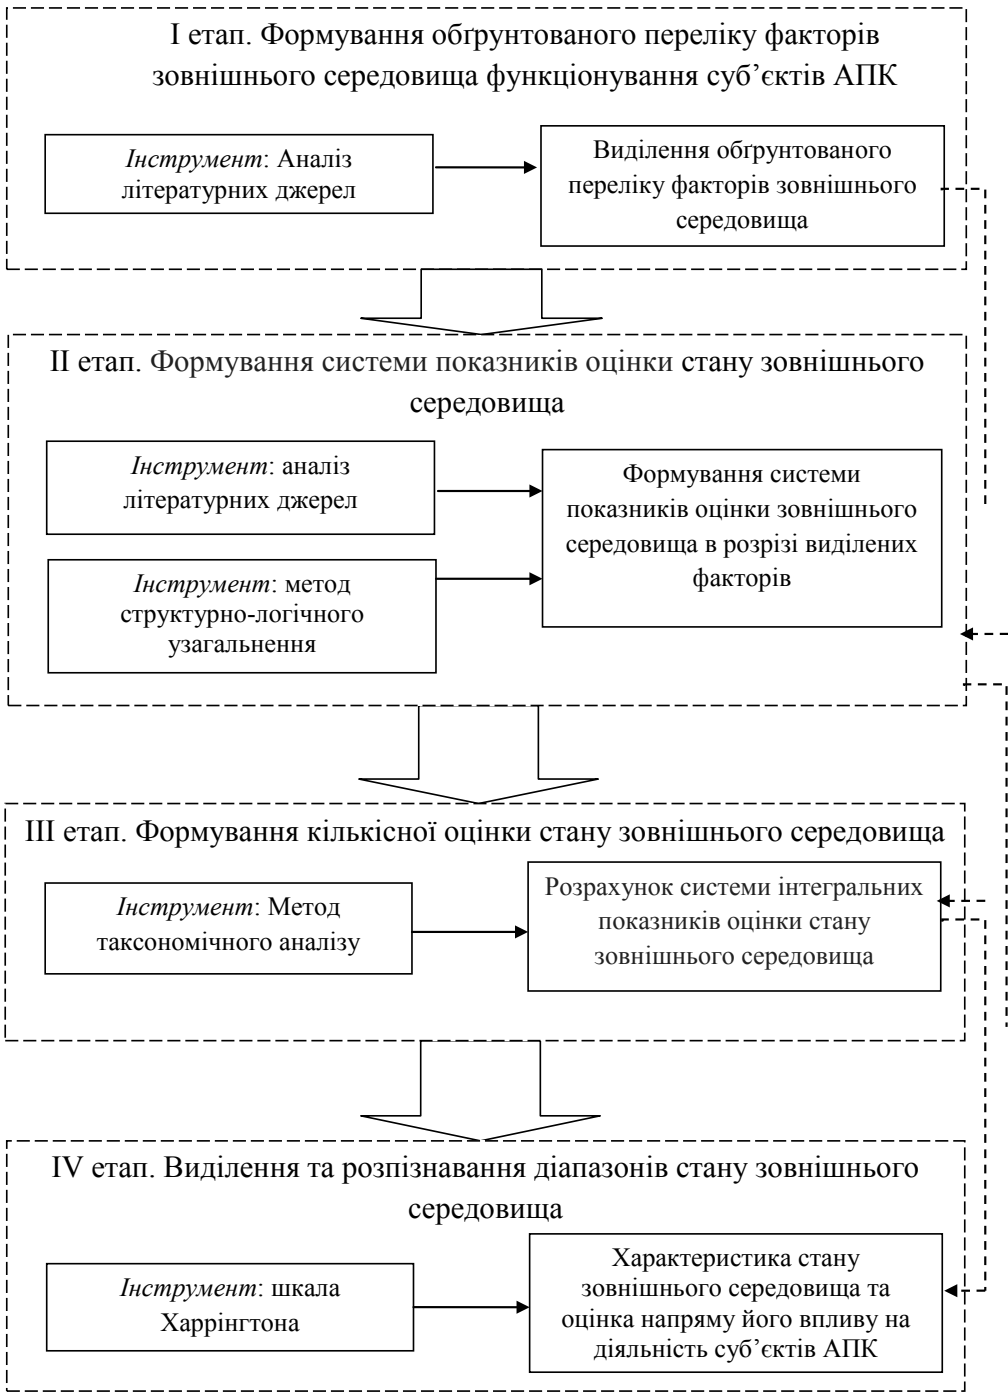 І етап. Формування обґрунтованого переліку факторів
зовнішнього середовища функціонування суб’єктів АПК
Інструмент: Аналіз
літературних джерел
Виділення обґрунтованого
переліку факторів зовнішнього
середовища
ІІ етап. Формування системи показників оцінки стану зовнішнього
середовища
Інструмент: аналіз
літературних джерел
Інструмент: метод
структурно-логічного
узагальнення
Формування системи
показників оцінки зовнішнього
середовища в розрізі виділених
факторів
ІІІ етап. Формування кількісної оцінки стану зовнішнього середовища
Інструмент: Метод
таксономічного аналізу
Розрахунок системи інтегральних
показників оцінки стану
зовнішнього середовища
IV етап. Виділення та розпізнавання діапазонів стану зовнішнього
середовища
Інструмент: шкала
Харрінгтона
Характеристика стану
зовнішнього середовища та
оцінка напряму його впливу на
діяльність суб’єктів АПК